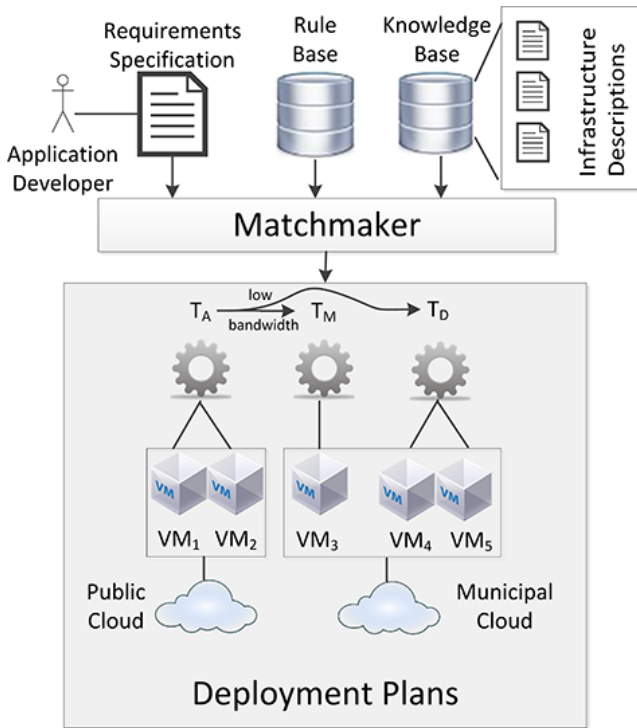 Requirements
Specification
Rule
Base
Knowledge
Base
Infrastructure
Descriptions
Application
Developer
Matchmaker
T_A
low
bandwidth
T_M
T_D
VM
VM
VM
VM
VM
VM₁
VM₂
VM₃
VM₄
VM₅
Public
Cloud
Municipal
Cloud
Deployment Plans